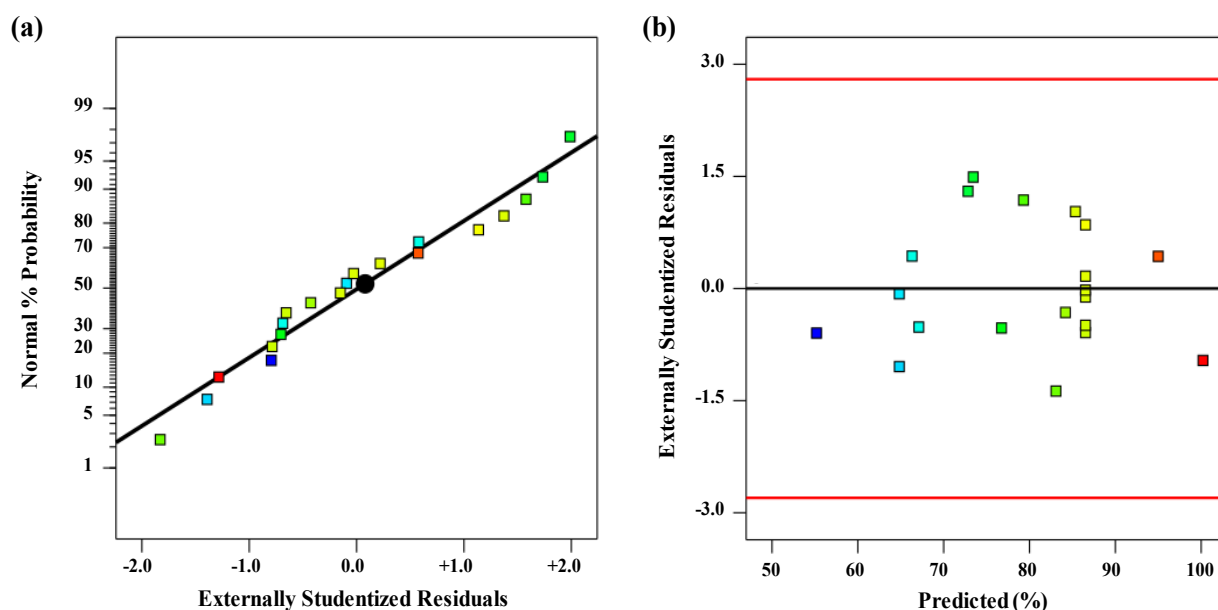 (a)
Normal % Probability
99
95
90
80
70
50
30
20
10
5
1
-2.0 -1.0 0.0 +1.0 +2.0
Externally Studentized Residuals
(b)
Externally Studentized Residuals
3.0
1.5
0.0
-1.5
-3.0
50 60 70 80 90 100
Predicted (%)